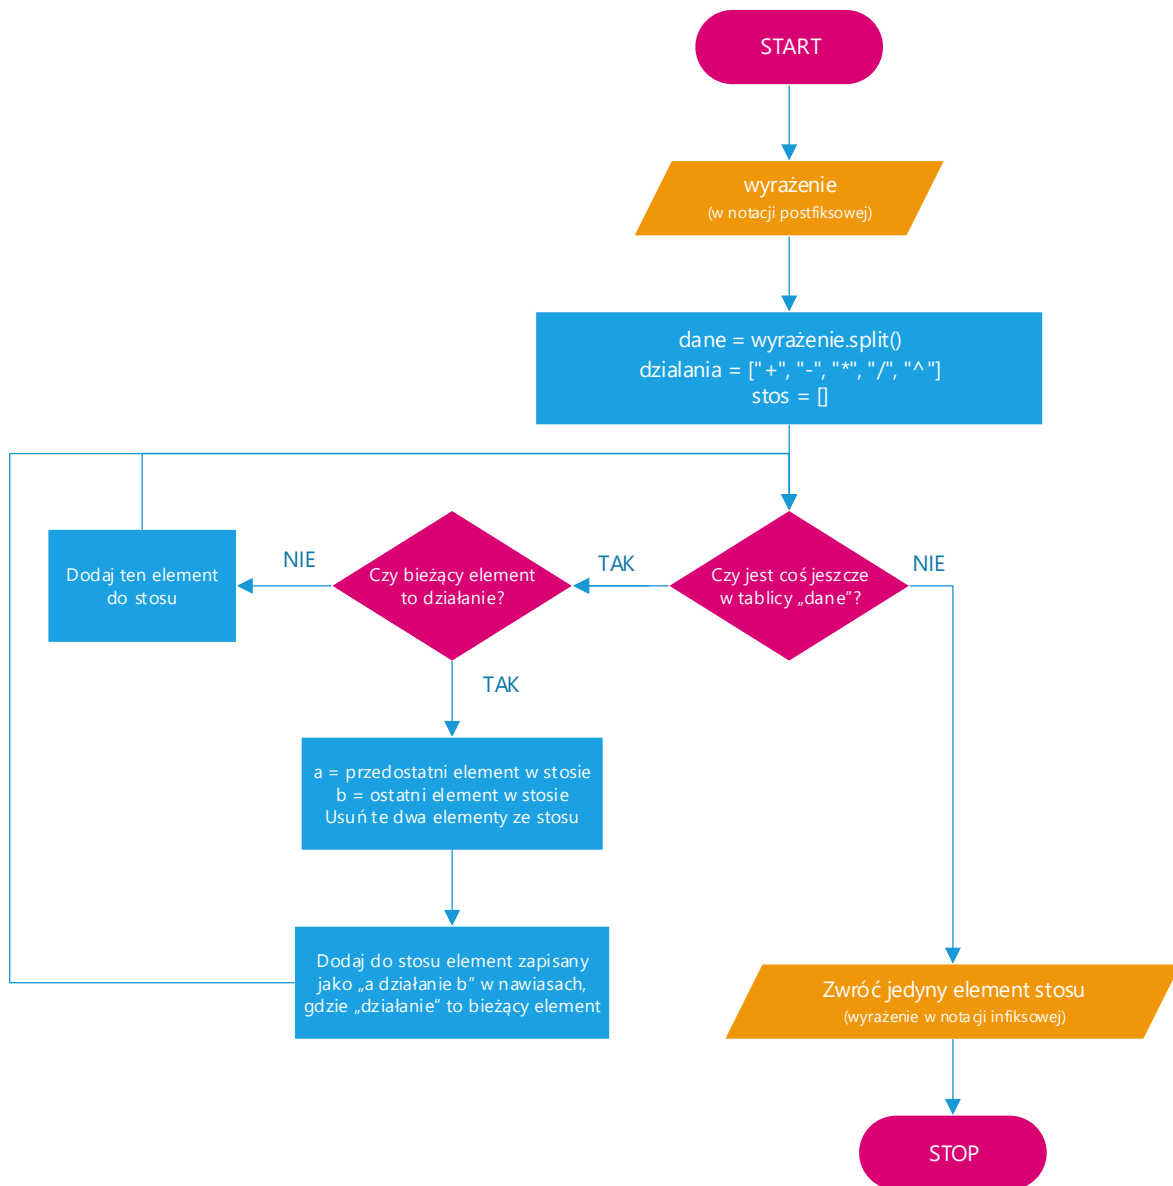 START
wyrażenie
(w notacji postfiksowej)
dane = wyrażenie.split()
dzialania = ["+", "-", "*", "/", "^"]
stos = []
Czy jest coś jeszcze
w tablicy „dane”?
TAK
NIE
Czy bieżący element
to działanie?
NIE
TAK
Dodaj ten element
do stosu
a = przedostatni element w stosie
b = ostatni element w stosie
Usuń te dwa elementy ze stosu
Dodaj do stosu element zapisany
jako „a działanie b” w nawiasach,
gdzie „działanie” to bieżący element
Zwróć jedyny element stosu
(wyrażenie w notacji infiksowej)
STOP